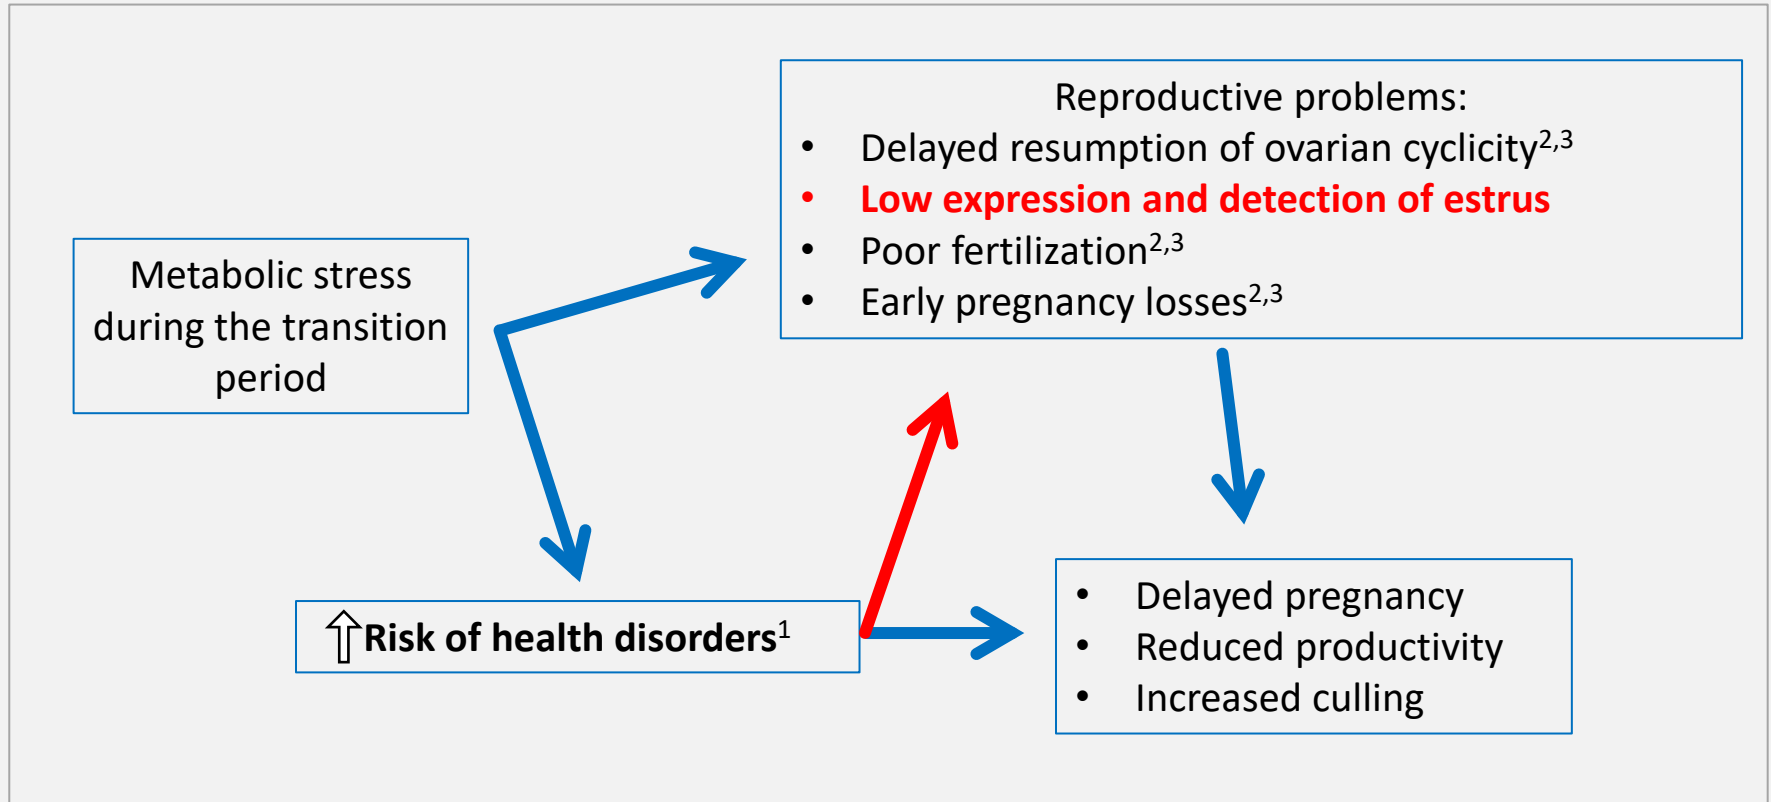 Reproductive problems:
• Delayed resumption of ovarian cyclicity2,3
• Low expression and detection of estrus
• Poor fertilization2,3
• Early pregnancy losses2,3
Metabolic stress
during the transition
period
⇧Risk of health disorders1
• Delayed pregnancy
• Reduced productivity
• Increased culling